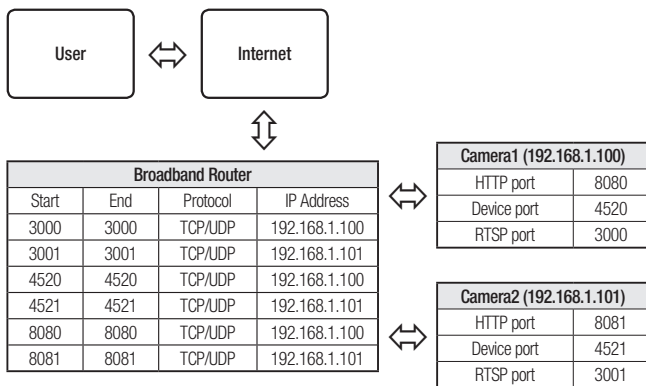 User
Internet
Broadband Router
Start End Protocol IP Address
3000 3000 TCP/UDP 192.168.1.100
3001 3001 TCP/UDP 192.168.1.101
4520 4520 TCP/UDP 192.168.1.100
4521 4521 TCP/UDP 192.168.1.101
8080 8080 TCP/UDP 192.168.1.100
8081 8081 TCP/UDP 192.168.1.101
Camera1 (192.168.1.100)
HTTP port 8080
Device port 4520
RTSP port 3000
Camera2 (192.168.1.101)
HTTP port 8081
Device port 4521
RTSP port 3001